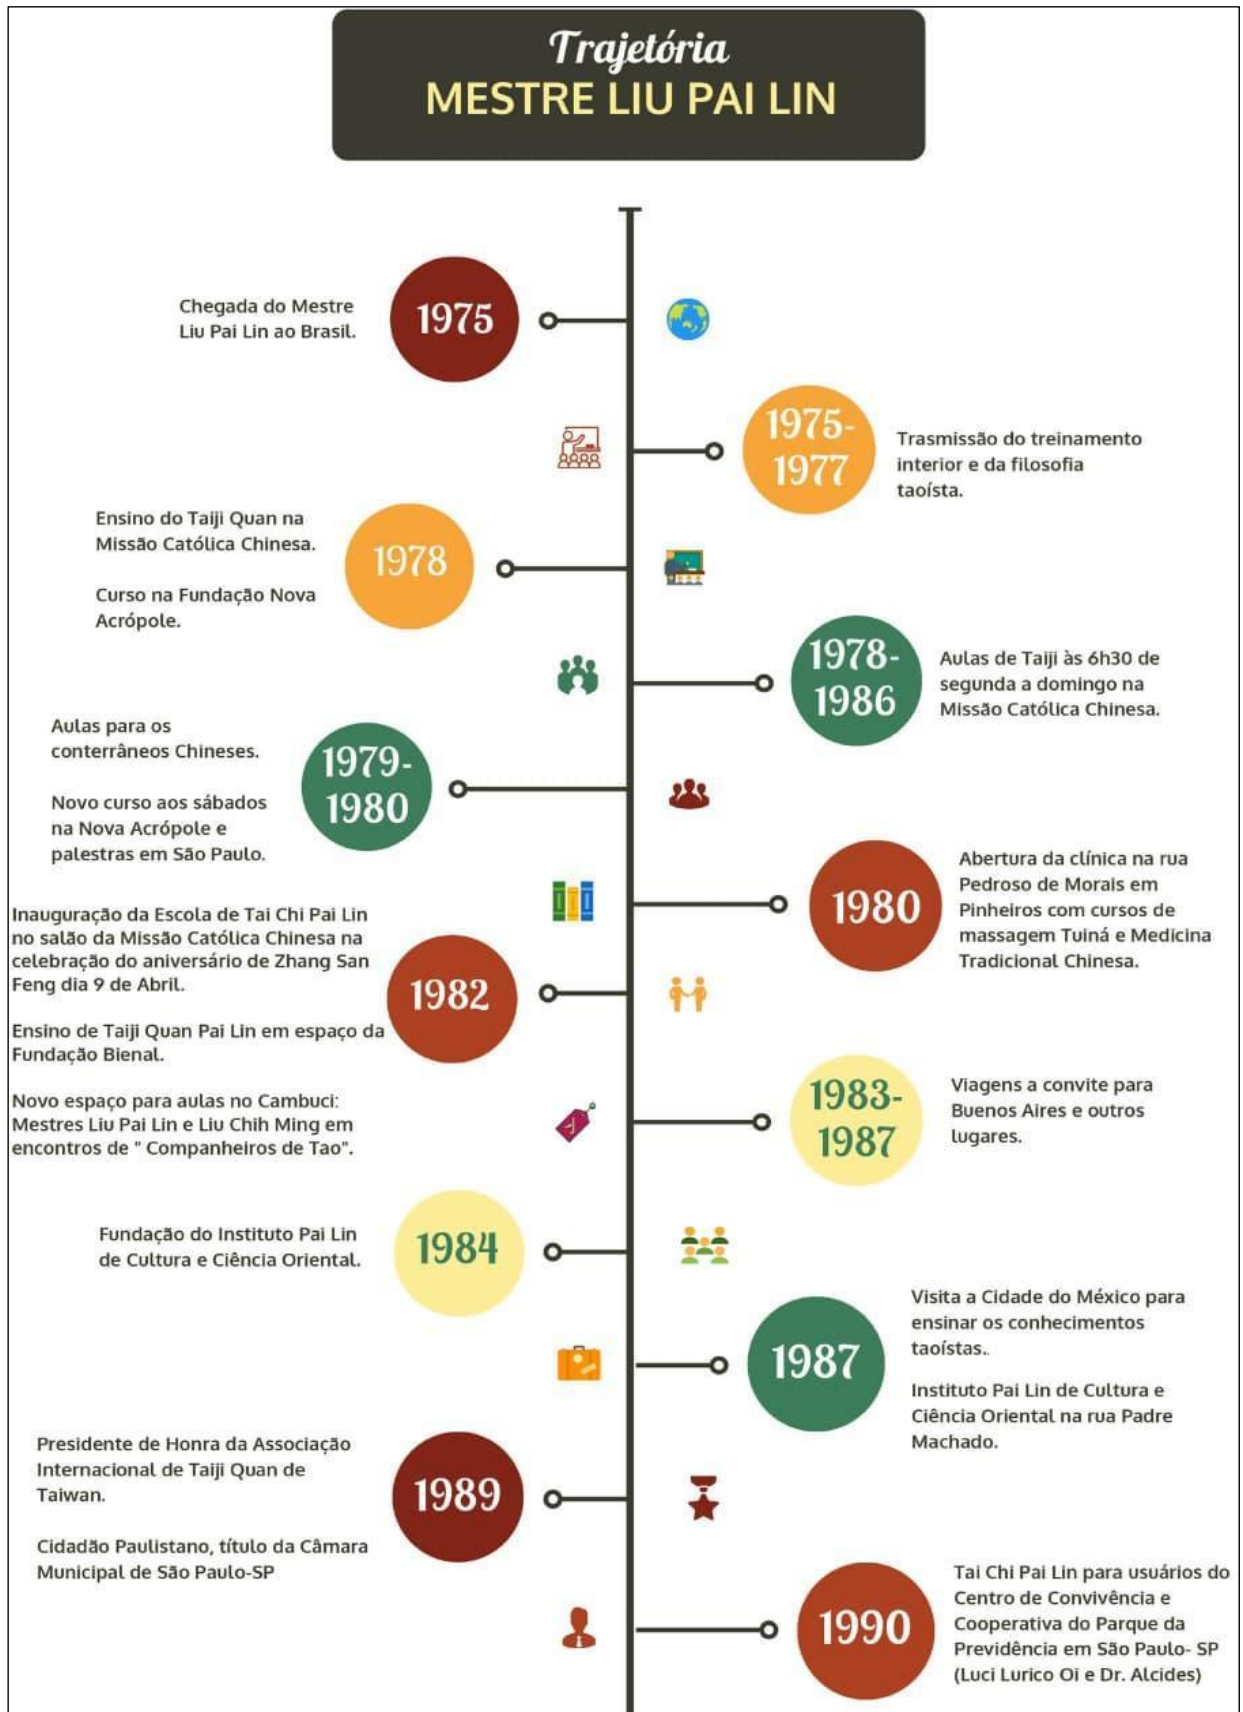 Trajetória
MESTRE LIU PAI LIN
Chegada do Mestre
Liu Pai Lin ao Brasil.
1975
1975-
1977
Trasmissão do treinamento
interior e da filosofia
taoísta.
Ensino do Taiji Quan na
Missão Católica Chinesa.
Curso na Fundação Nova
Acrópole.
1978
1978-
1986
Aulas de Taiji às 6h30 de
segunda a domingo na
Missão Católica Chinesa.
Aulas para os
conterrâneos Chineses.
Novo curso aos sábados
na Nova Acrópole e
palestras em São Paulo.
1979-
1980
1980
Abertura da clínica na rua
Pedroso de Morais em
Pinheiros com cursos de
massagem Tuiná e Medicina
Tradicional Chinesa.
Inauguração da Escola de Tai Chi Pai Lin
no salão da Missão Católica Chinesa na
celebração do aniversário de Zhang San
Feng dia 9 de Abril.
Ensino de Taiji Quan Pai Lin em espaço da
Fundação Bienal.
Novo espaço para aulas no Cambuci:
Mestres Liu Pai Lin e Liu Chih Ming em
encontros de " Companheiros de Tao".
1982
1983-
1987
Viagens a convite para
Buenos Aires e outros
lugares.
Fundação do Instituto Pai Lin
de Cultura e Ciência Oriental.
1984
1987
Visita a Cidade do México para
ensinar os conhecimentos
taoístas..
Instituto Pai Lin de Cultura e
Ciência Oriental na rua Padre
Machado.
Presidente de Honra da Associação
Internacional de Taiji Quan de
Taiwan.
Cidadão Paulistano, título da Câmara
Municipal de São Paulo-SP
1989
1990
Tai Chi Pai Lin para usuários do
Centro de Convivência e
Cooperativa do Parque da
Previdência em São Paulo- SP
(Luci Lurico Oi e Dr. Alcides)